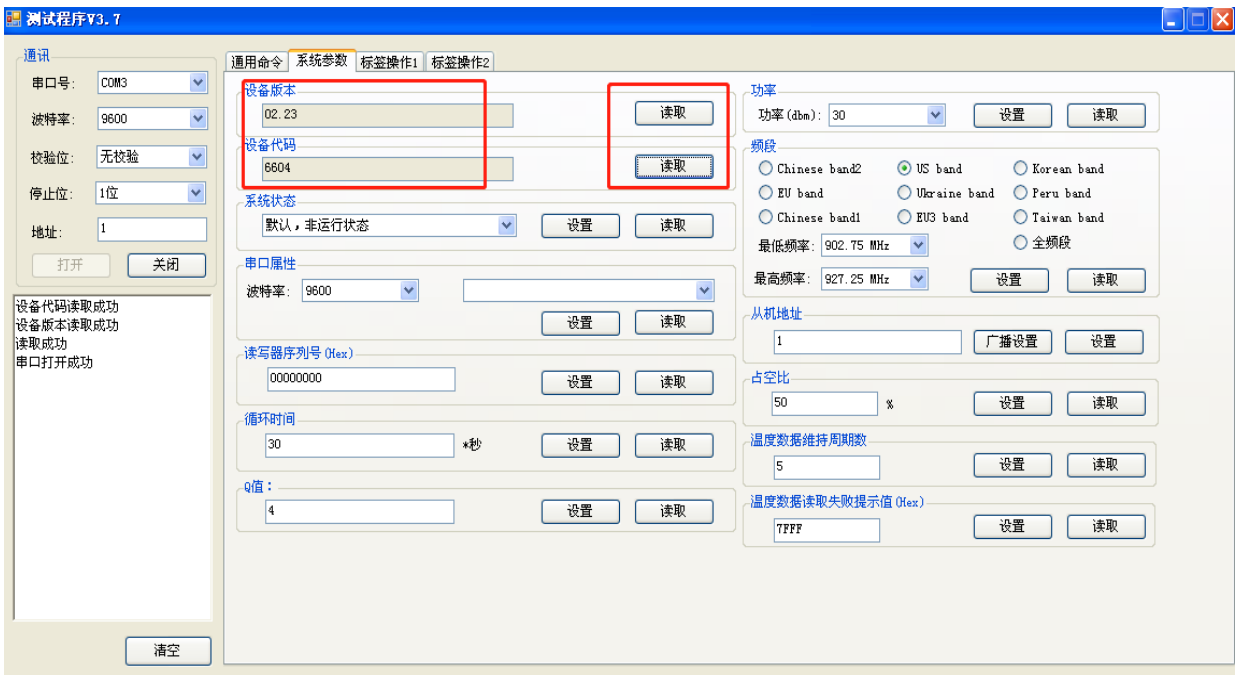 测试程序V3.7
通讯
串口号: COM3
波特率: 9600
校验位: 无校验
停止位: 1位
地址: 1
打开 关闭
设备代码读取成功
设备版本读取成功
读取成功
串口打开成功
清空
通用命令 系统参数 标签操作1 标签操作2
设备版本
02.23 读取
设备代码
6604 读取
系统状态
默认，非运行状态 设置 读取
串口属性
波特率: 9600
设置 读取
读写器序列号(Hex)
00000000 设置 读取
循环时间
30 *秒 设置 读取
Q值：
4 设置 读取
功率
功率(dbm): 30 设置 读取
频段
Chinese band2 US band Korean band
EU band Ukraine band Peru band
Chinese band1 EU3 band Taiwan band
最低频率: 902.75 MHz 全频段
最高频率: 927.25 MHz 设置 读取
从机地址
1 广播设置 设置
占空比
50 % 设置 读取
温度数据维持周期数
5 设置 读取
温度数据读取失败提示值(Hex)
7FFF 设置 读取